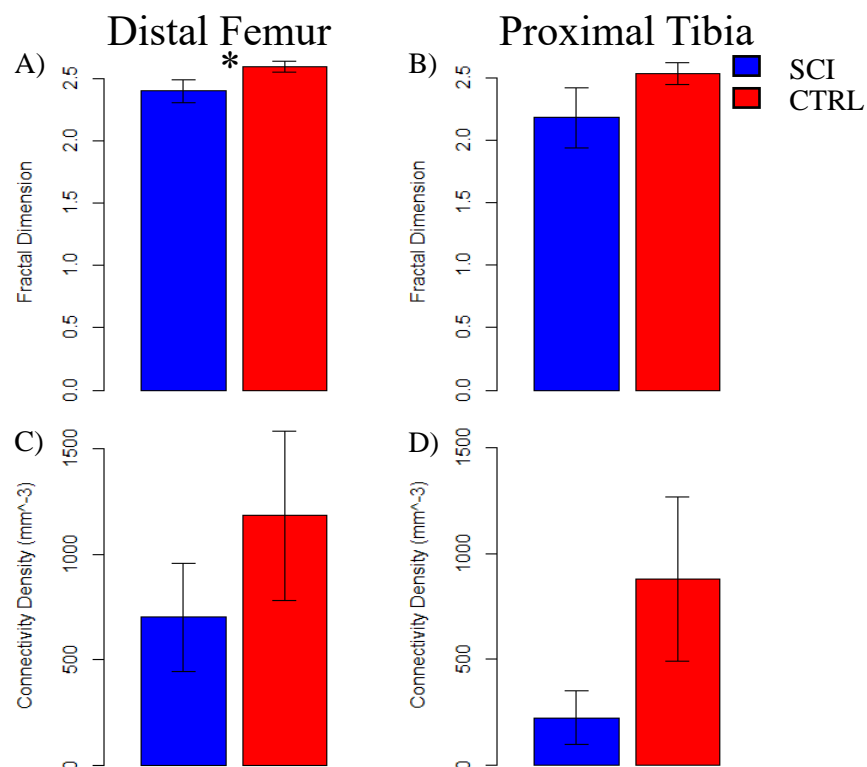 Distal Femur
Proximal Tibia
A)
*
B)
SCI
CTRL
Fractal Dimension
0.0
0.5
1.0
1.5
2.0
2.5
Fractal Dimension
0.0
0.5
1.0
1.5
2.0
2.5
C)
D)
Connectivity Density (mm^-3)
0
500
1000
1500
Connectivity Density (mm^-3)
0
500
1000
1500